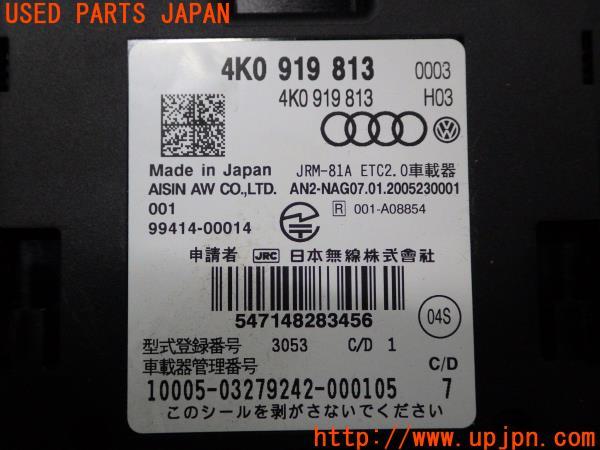 USED PARTS JAPAN
4K0 919 813 0003
4K0 919 813 H03
Made in Japan JRM-81A ETC2.0車載器
AISIN AW CO.,LTD. AN2-NAG07.01.2005230001
001 R 001-A08854
99414-00014
申請者 JRC 日本無線株式會社
547148283456 04S
型式登録番号 3053 C/D 1
車載器管理番号 C/D
10005-03279242-000105 7
このシールを剥がさないでください
http://www.upjpn.com/